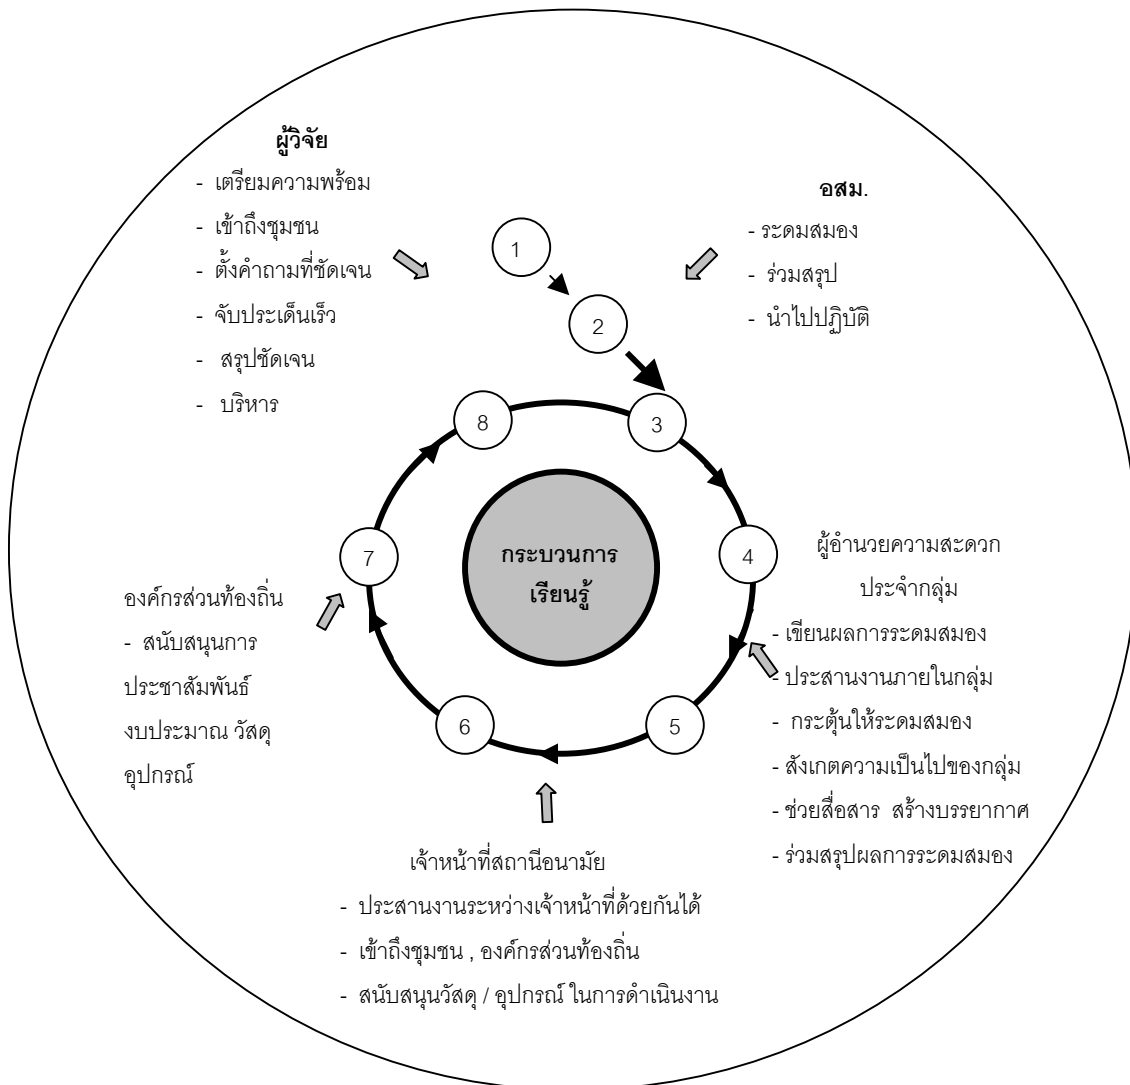 ผู้วิจัย
- เตรียมความพร้อม
- เข้าถึงชุมชน
- ตั้งคำถามที่ชัดเจน
- จับประเด็นเร็ว
- สรุปชัดเจน
- บริหาร
อสม.
- ระดมสมอง
- ร่วมสรุป
- นำไปปฏิบัติ
1
2
3
4
5
6
7
8
กระบวนการ
เรียนรู้
ผู้อำนวยความสะดวก
ประจำกลุ่ม
- เขียนผลการระดมสมอง
- ประสานงานภายในกลุ่ม
- กระตุ้นให้ระดมสมอง
- สังเกตความเป็นไปของกลุ่ม
- ช่วยสื่อสาร สร้างบรรยากาศ
- ร่วมสรุปผลการระดมสมอง
องค์กรส่วนท้องถิ่น
- สนับสนุนการ
ประชาสัมพันธ์
งบประมาณ วัสดุ
อุปกรณ์
เจ้าหน้าที่สถานีอนามัย
- ประสานงานระหว่างเจ้าหน้าที่ด้วยกันได้
- เข้าถึงชุมชน , องค์กรส่วนท้องถิ่น
- สนับสนุนวัสดุ / อุปกรณ์ ในการดำเนินงาน